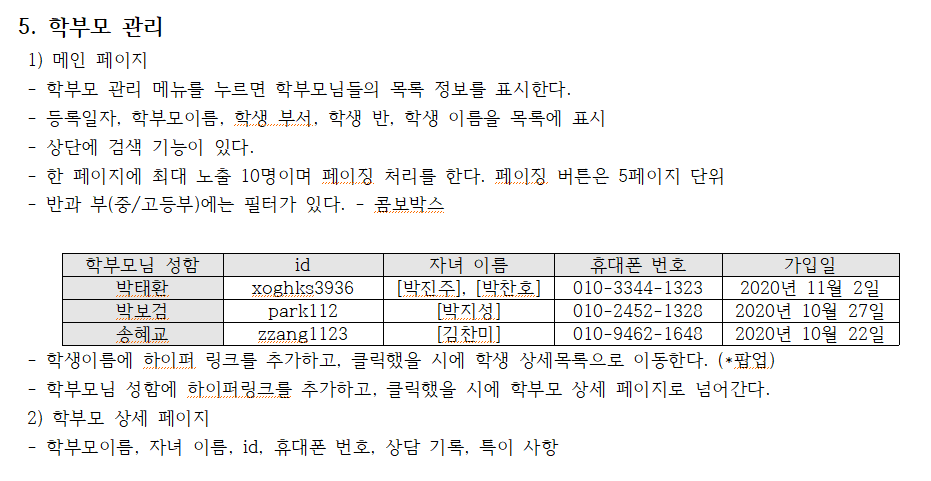 5. 학부모 관리
1) 메인 페이지
- 학부모 관리 메뉴를 누르면 학부모님들의 목록 정보를 표시한다.
- 등록일자, 학부모이름, 학생 부서, 학생 반, 학생 이름을 목록에 표시
- 상단에 검색 기능이 있다.
- 한 페이지에 최대 노출 10명이며 페이징 처리를 한다. 페이징 버튼은 5페이지 단위
- 반과 부(중/고등부)에는 필터가 있다. - 콤보박스
학부모님 성함 id 자녀 이름 휴대폰 번호 가입일
박태환 xoghks3936 [박진주], [박찬호] 010-3344-1323 2020년 11월 2일
박보검 park112 [박지성] 010-2452-1328 2020년 10월 27일
송혜교 zzang1123 [김찬미] 010-9462-1648 2020년 10월 22일
- 학생이름에 하이퍼 링크를 추가하고, 클릭했을 시에 학생 상세목록으로 이동한다. (*팝업)
- 학부모님 성함에 하이퍼링크를 추가하고, 클릭했을 시에 학부모 상세 페이지로 넘어간다.
2) 학부모 상세 페이지
- 학부모이름, 자녀 이름, id, 휴대폰 번호, 상담 기록, 특이 사항